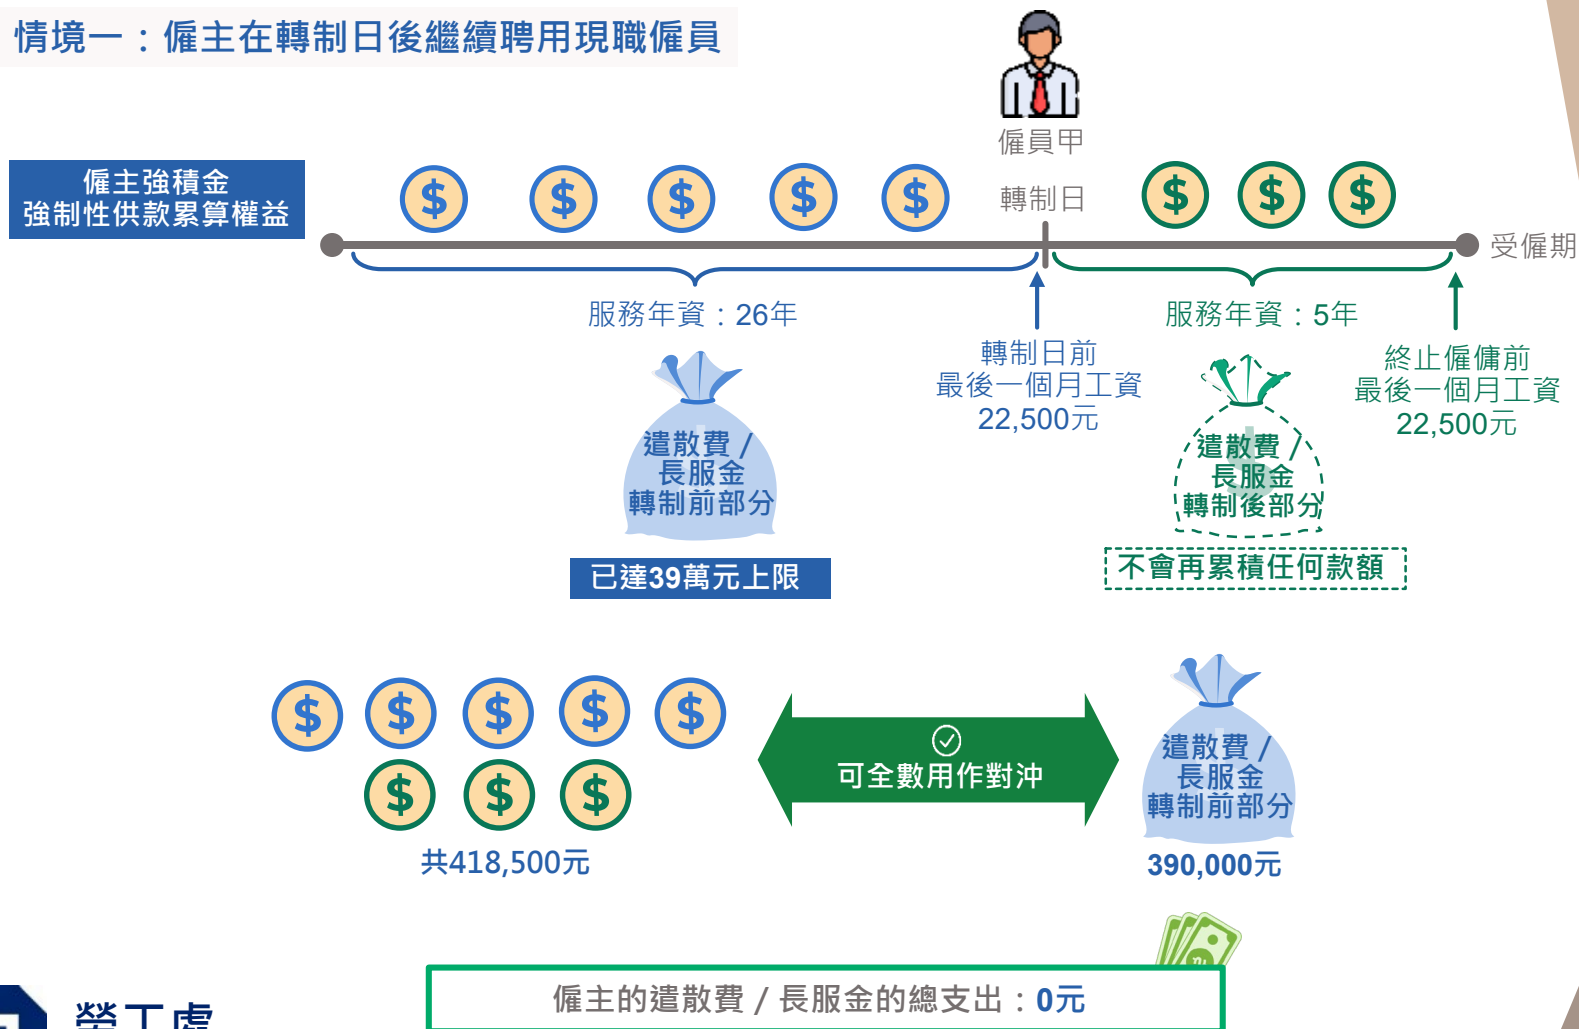 情境一：僱主在轉制日後繼續聘用現職僱員
僱員甲
僱主強積金
強制性供款累算權益
$ $ $ $ $
轉制日
$ $ $
受僱期
服務年資：26年
服務年資：5年
轉制日前
最後一個月工資
22,500元
終止僱傭前
最後一個月工資
22,500元
遣散費 /
長服金
轉制前部分
遣散費 /
長服金
轉制後部分
已達39萬元上限
不會再累積任何款額
$ $ $ $ $
$ $ $
共418,500元
可全數用作對沖
遣散費 /
長服金
轉制前部分
390,000元
僱主的遣散費 / 長服金的總支出：0元
勞工處